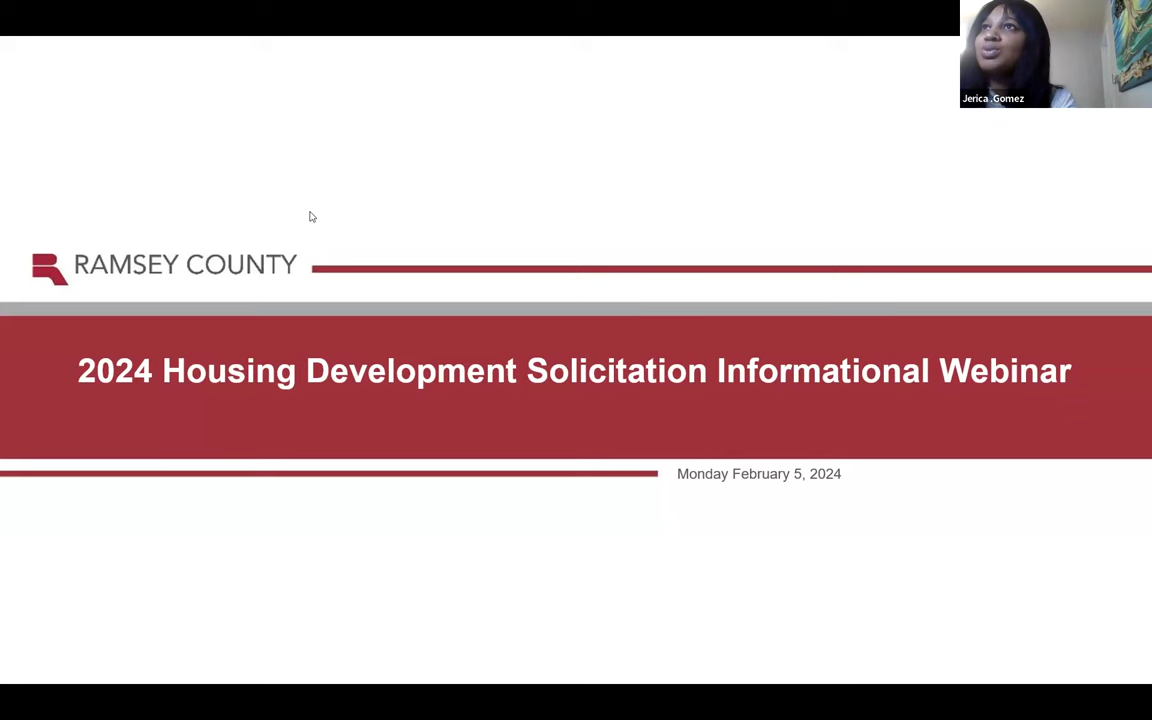 Jerica .Gomez
RAMSEY COUNTY
2024 Housing Development Solicitation Informational Webinar
Monday February 5, 2024